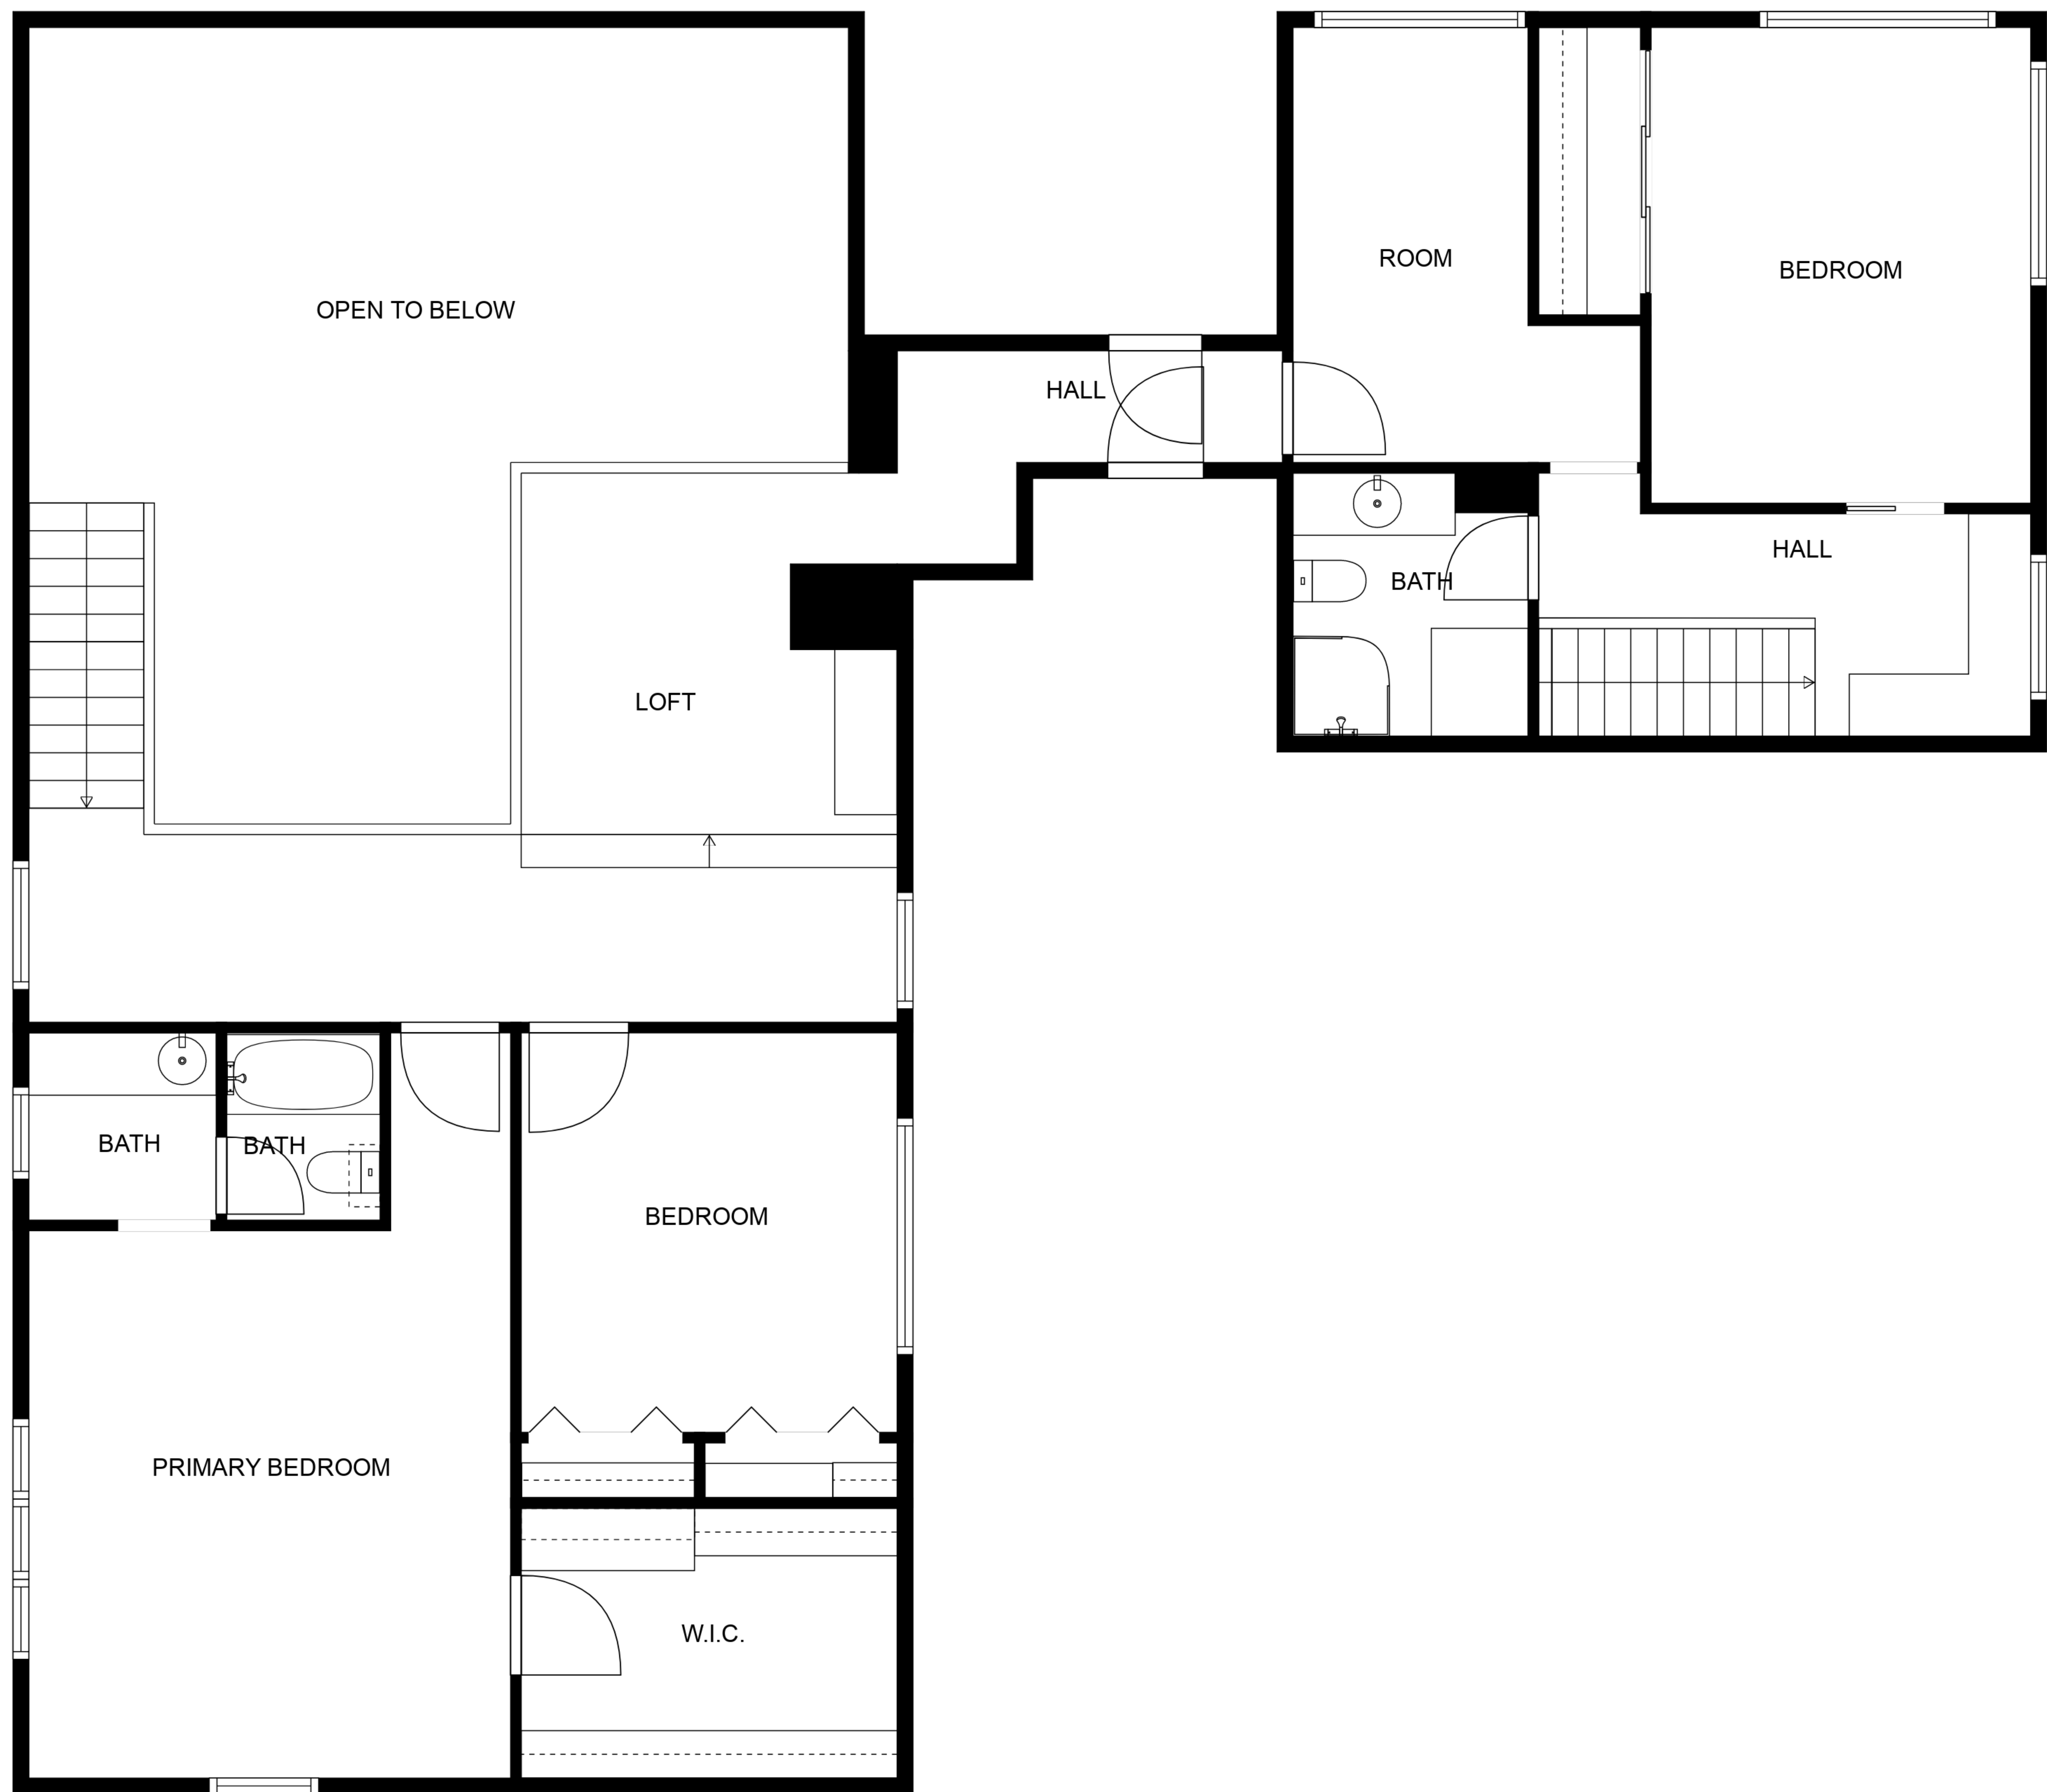 OPEN TO BELOW
ROOM
BEDROOM
HALL
HALL
BATH
LOFT
BATH
BATH
BEDROOM
PRIMARY BEDROOM
W.I.C.